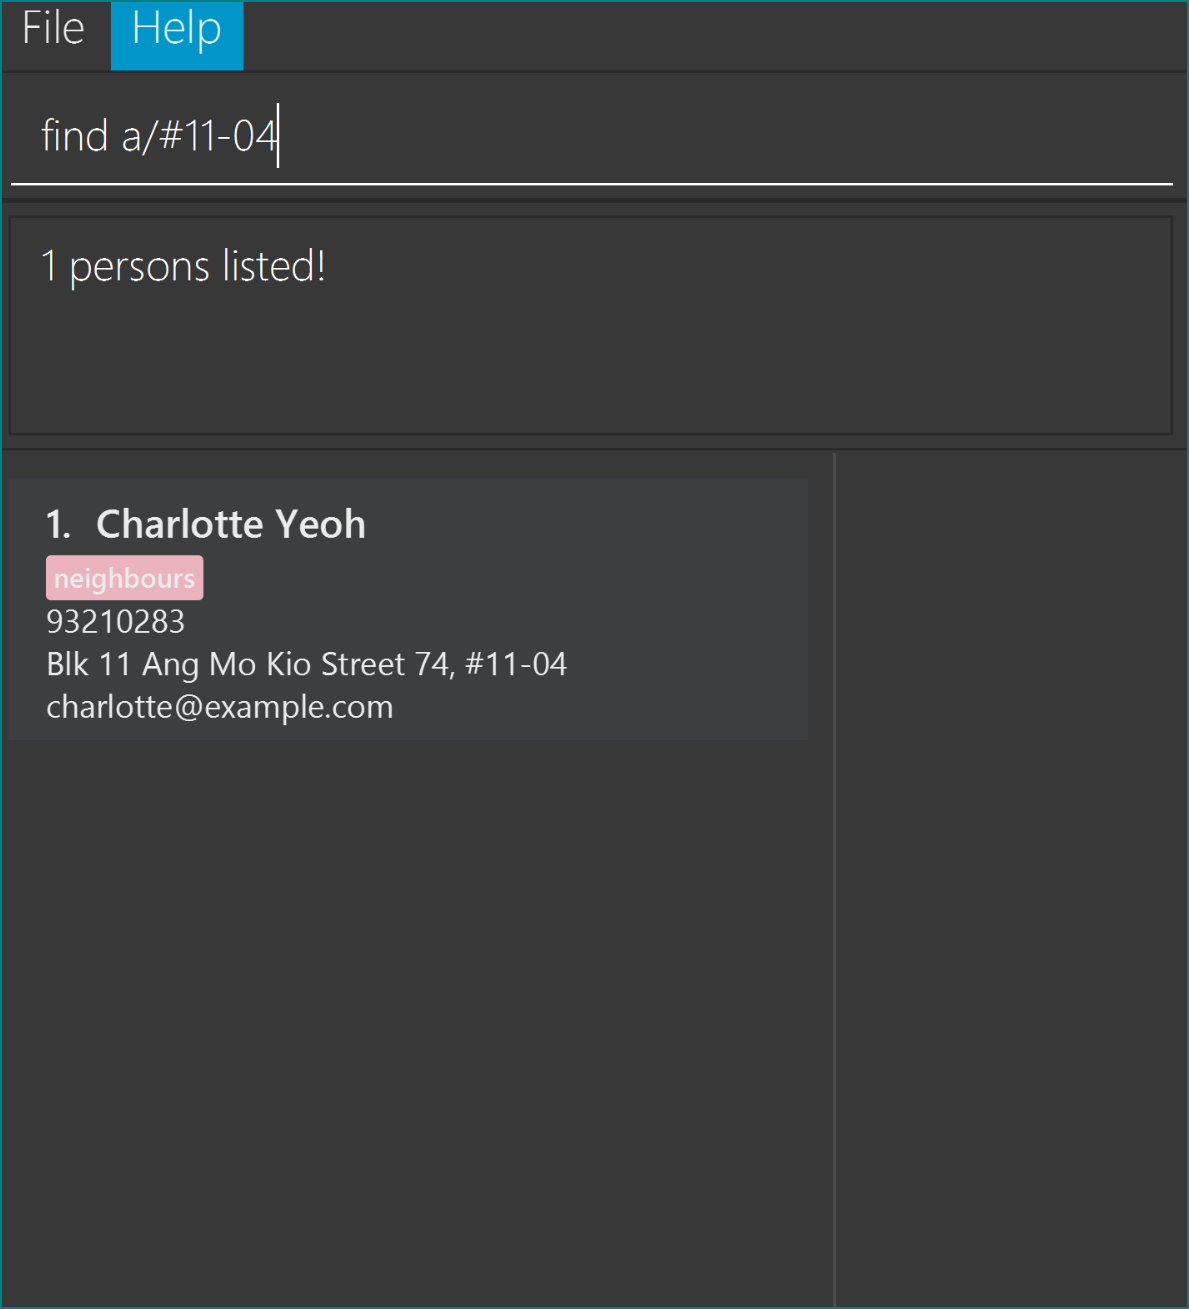 File Help
find a/#11-04
1 persons listed!
1. Charlotte Yeoh
neighbours
93210283
Blk 11 Ang Mo Kio Street 74, #11-04
charlotte@example.com